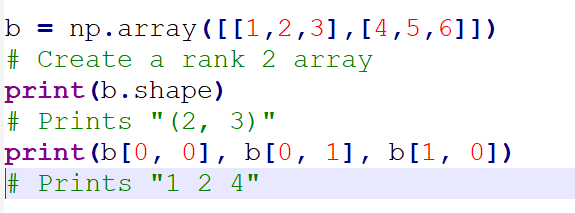 b = np.array([[1,2,3],[4,5,6]])
# Create a rank 2 array
print(b.shape)
# Prints "(2, 3)"
print(b[0, 0], b[0, 1], b[1, 0])
# Prints "1 2 4"